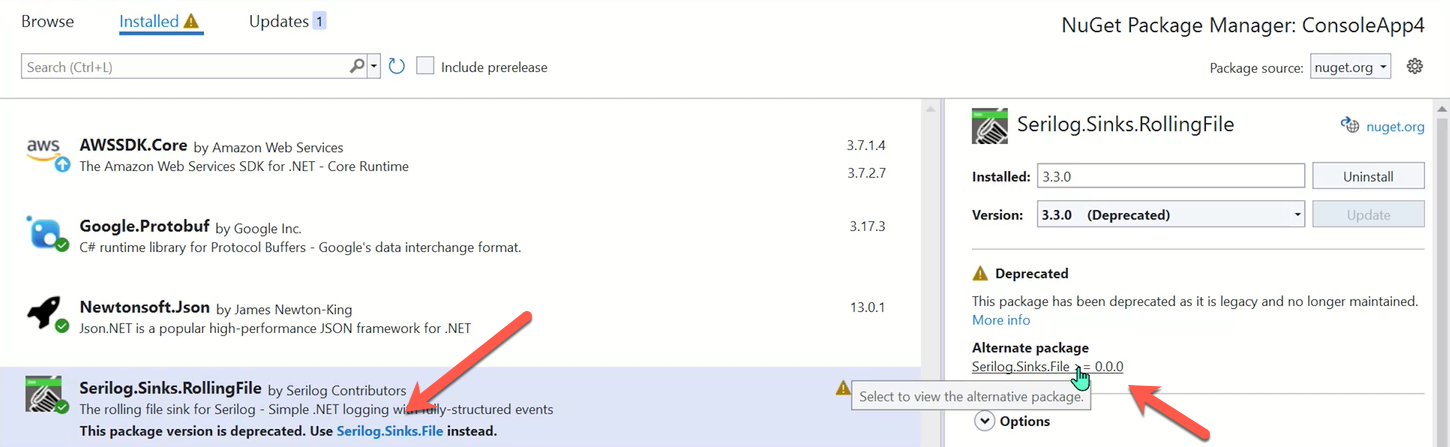 Browse Installed Updates 1
NuGet Package Manager: ConsoleApp4
Search (Ctrl+L) Include prerelease
Package source: nuget.org
aws
AWSSDK.Core by Amazon Web Services 3.7.1.4
The Amazon Web Services SDK for .NET - Core Runtime 3.7.2.7
Google.Protobuf by Google Inc. 3.17.3
C# runtime library for Protocol Buffers - Google's data interchange format.
Newtonsoft.Json by James Newton-King 13.0.1
Json.NET is a popular high-performance JSON framework for .NET
Serilog.Sinks.RollingFile by Serilog Contributors
The rolling file sink for Serilog - Simple .NET logging with fully-structured events
This package version is deprecated. Use Serilog.Sinks.File instead.
Serilog.Sinks.RollingFile nuget.org
Installed: 3.3.0 Uninstall
Version: 3.3.0 (Deprecated) Update
Deprecated
This package has been deprecated as it is legacy and no longer maintained.
More info
Alternate package
Serilog.Sinks.File >= 0.0.0
Select to view the alternative package.
Options